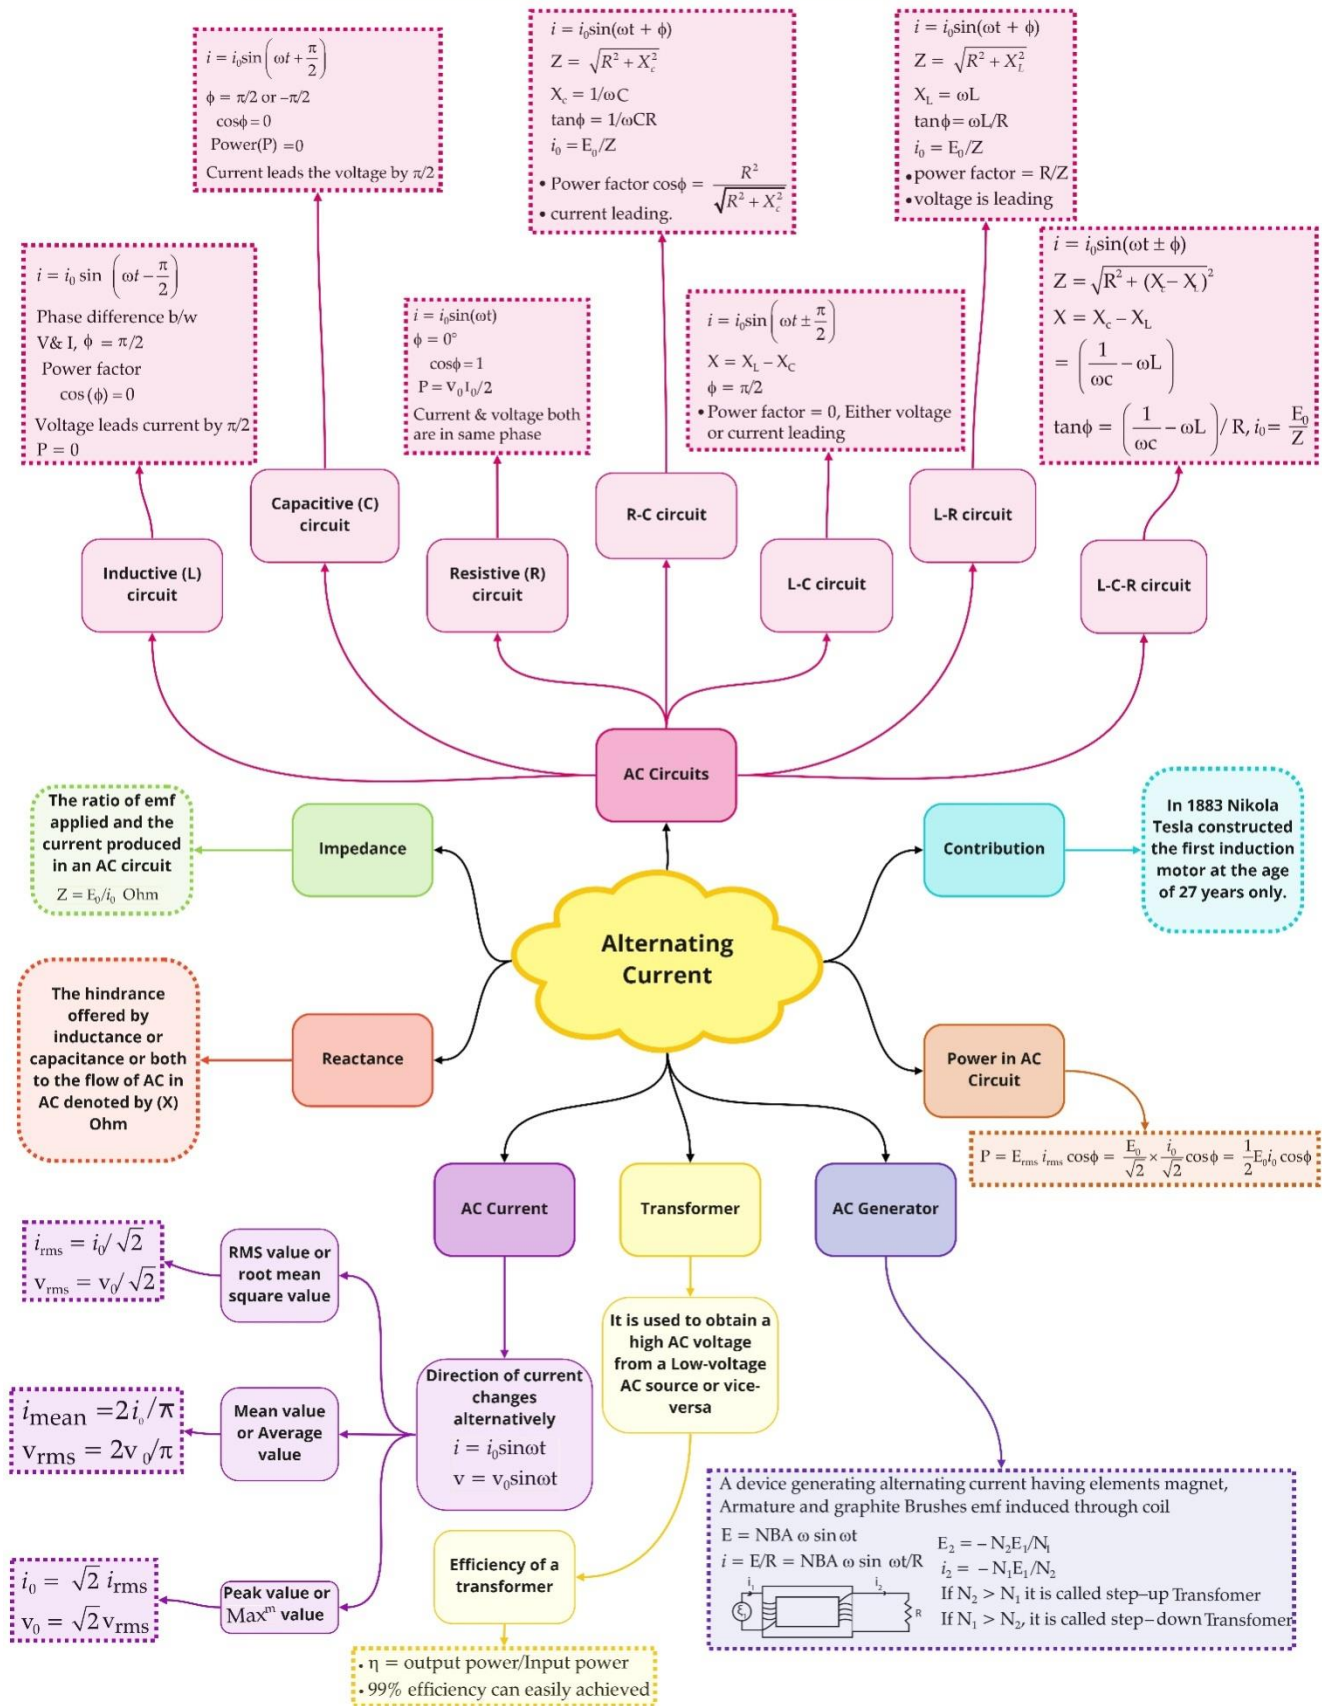 i = i₀sin(ωt + π/2)
ϕ = π/2 or –π/2
cosϕ = 0
Power(P) = 0
Current leads the voltage by π/2
i = i₀sin(ωt + ϕ)
Z = √(R² + X_c²)
X_c = 1/ωC
tanϕ = 1/ωCR
i₀ = E₀/Z
• Power factor cosϕ = R²/√(R² + X_c²)
• current leading.
i = i₀sin(ωt + ϕ)
Z = √(R² + X_L²)
X_L = ωL
tanϕ = ωL/R
i₀ = E₀/Z
•power factor = R/Z
•voltage is leading
i = i₀ sin (ωt – π/2)
Phase difference b/w
V& I, ϕ = π/2
Power factor
cos (ϕ) = 0
Voltage leads current by π/2
P = 0
i = i₀sin(ωt)
ϕ = 0°
cosϕ = 1
P = V₀I₀/2
Current & voltage both
are in same phase
i = i₀sin(ωt ± π/2)
X = X_L – X_C
ϕ = π/2
•Power factor = 0, Either voltage
or current leading
i = i₀sin(ωt ± ϕ)
Z = √(R² + (X_c – X_L)²)
X = X_c – X_L
= (1/ωc – ωL)
tanϕ = (1/ωc – ωL)/ R, i₀ = E₀/Z
Inductive (L)
circuit
Capacitive (C)
circuit
Resistive (R)
circuit
R-C circuit
L-C circuit
L-R circuit
L-C-R circuit
AC Circuits
The ratio of emf
applied and the
current produced
in an AC circuit
Z = E₀/i₀ Ohm
Impedance
Contribution
In 1883 Nikola
Tesla constructed
the first induction
motor at the age
of 27 years only.
Alternating
Current
The hindrance
offered by
inductance or
capacitance or both
to the flow of AC in
AC denoted by (X)
Ohm
Reactance
Power in AC
Circuit
P = E_rms i_rms cosϕ = E₀/√2 × i₀/√2 cosϕ = 1/2 E₀i₀ cosϕ
AC Current
Transformer
AC Generator
i_rms = i₀/√2
v_rms = v₀/√2
RMS value or
root mean
square value
i_mean = 2i₀/π
v_rms = 2v₀/π
Mean value
or Average
value
i₀ = √2 i_rms
v₀ = √2 v_rms
Peak value or
Maxᵐ value
Direction of current
changes
alternatively
i = i₀sinωt
v = v₀sinωt
It is used to obtain a
high AC voltage
from a Low-voltage
AC source or vice-
versa
Efficiency of a
transformer
• η = output power/Input power
• 99% efficiency can easily achieved
A device generating alternating current having elements magnet,
Armature and graphite Brushes emf induced through coil
E = NBA ω sin ωt
i = E/R = NBA ω sin ωt/R
i₁
i₂
R
E₂ = – N₂E₁/N₁
i₂ = – N₁E₁/N₂
If N₂ > N₁ it is called step–up Transfomer
If N₁ > N₂, it is called step–down Transfomer